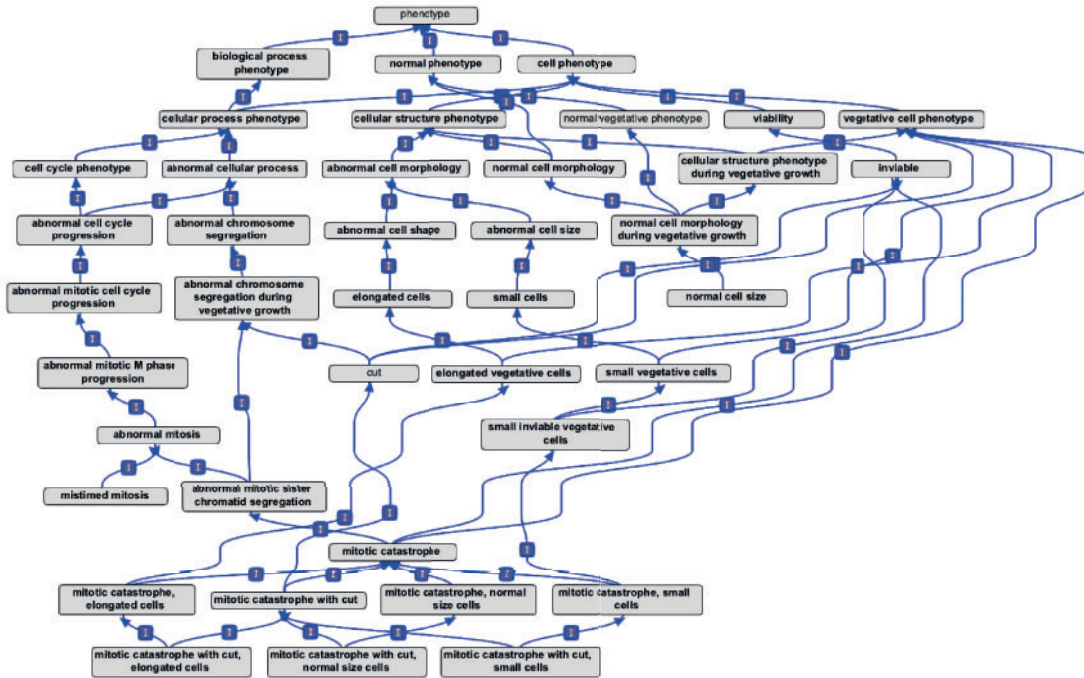 phenotype
biological process
phenotype
normal phenotype
cell phenotype
cellular process phenotype
cellular structure phenotype
normal vegetative phenotype
viability
vegetative cell phenotype
cell cycle phenotype
abnormal cellular process
abnormal cell morphology
normal cell morphology
cellular structure phenotype
during vegetative growth
inviable
abnormal cell cycle
progression
abnormal chromosome
segregation
abnormal cell shape
abnormal cell size
normal cell morphology
during vegetative growth
abnormal mitotic cell cycle
progression
abnormal chromosome
segregation during
vegetative growth
elongated cells
small cells
normal cell size
abnormal mitotic M phase
progression
cut
elongated vegetative cells
small vegetative cells
abnormal mitosis
small inviable vegetative
cells
mistimed mitosis
abnormal mitotic sister
chromatid segregation
mitotic catastrophe
mitotic catastrophe,
elongated cells
mitotic catastrophe with cut
mitotic catastrophe, normal
size cells
mitotic catastrophe, small
cells
mitotic catastrophe with cut,
elongated cells
mitotic catastrophe with cut,
normal size cells
mitotic catastrophe with cut,
small cells